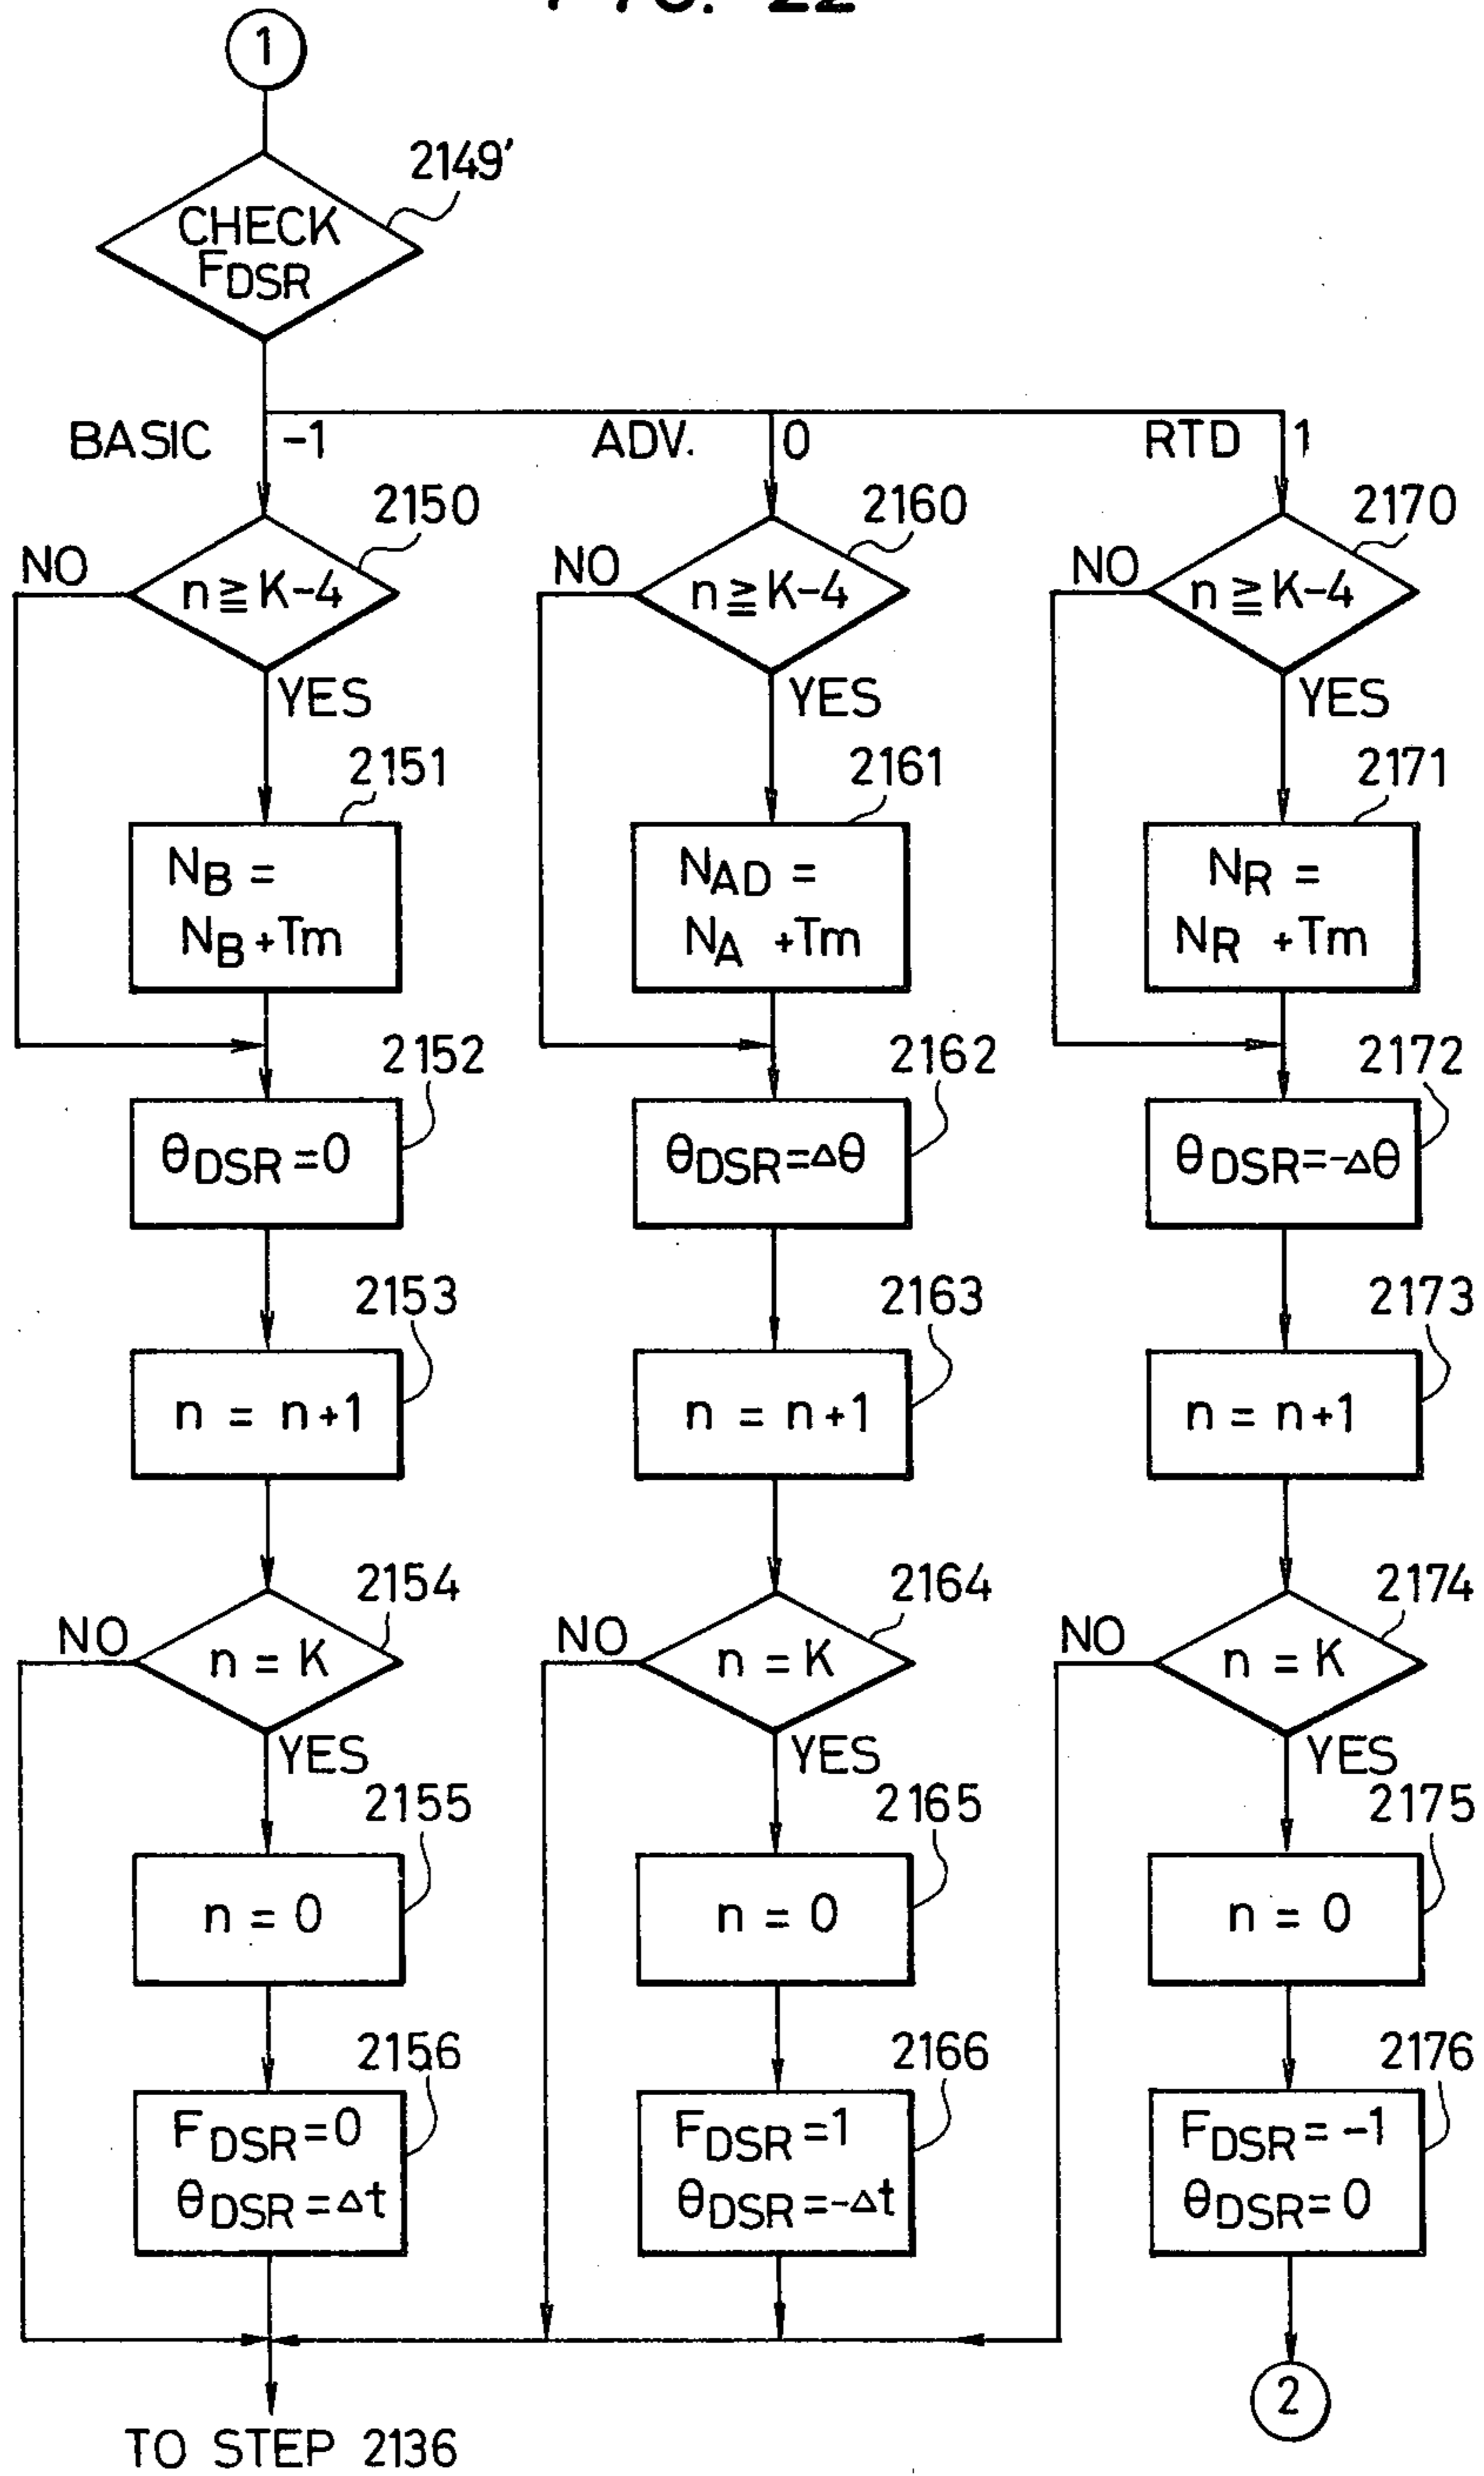 FIG. 22
1
2149'
CHECK
FDSR
BASIC -1
ADV. 0
RTD 1
2150
2160
2170
NO
n ≧ K-4
NO
n ≧ K-4
NO
n ≧ K-4
YES
YES
YES
2151
2161
2171
NB =
NB + Tm
NAD =
NA + Tm
NR =
NR + Tm
2152
2162
2172
θDSR = 0
θDSR = Δθ
θDSR = -Δθ
2153
2163
2173
n = n+1
n = n+1
n = n+1
2154
2164
2174
NO
n = K
NO
n = K
NO
n = K
YES
YES
YES
2155
2165
2175
n = 0
n = 0
n = 0
2156
2166
2176
FDSR = 0
θDSR = Δt
FDSR = 1
θDSR = -Δt
FDSR = -1
θDSR = 0
2
TO STEP 2136